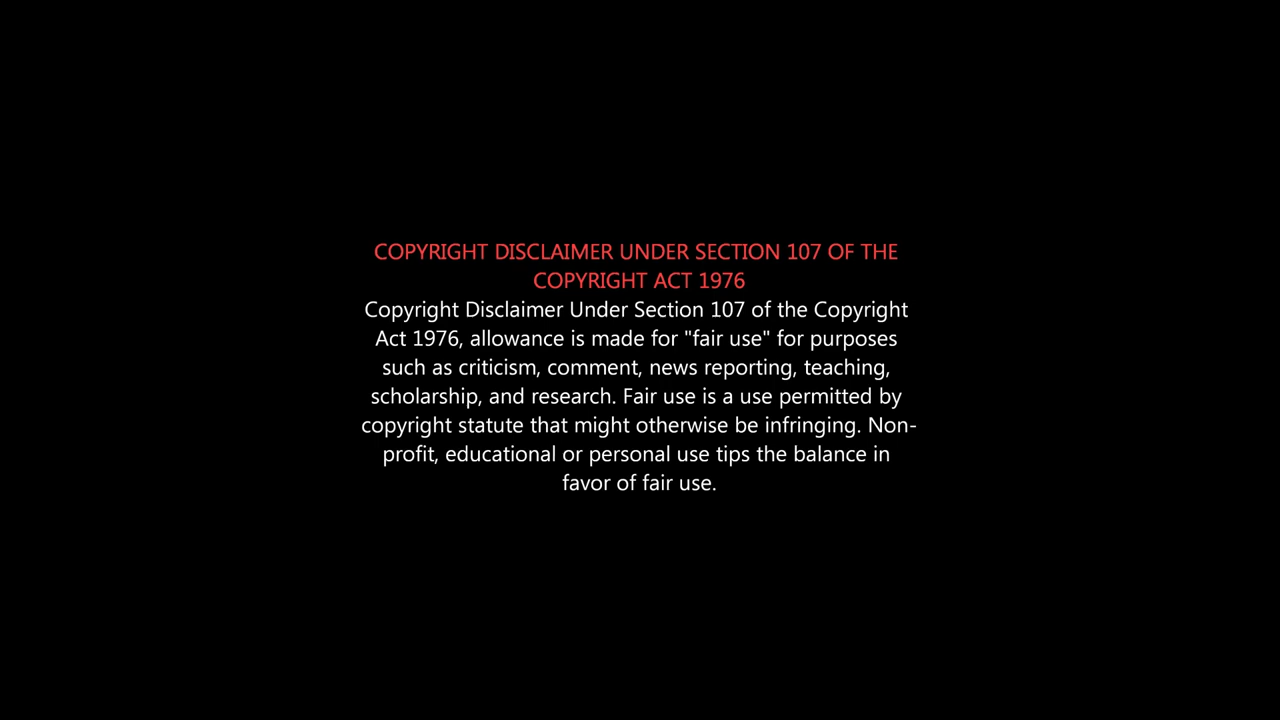 COPYRIGHT DISCLAIMER UNDER SECTION 107 OF THE
COPYRIGHT ACT 1976
Copyright Disclaimer Under Section 107 of the Copyright
Act 1976, allowance is made for "fair use" for purposes
such as criticism, comment, news reporting, teaching,
scholarship, and research. Fair use is a use permitted by
copyright statute that might otherwise be infringing. Non-
profit, educational or personal use tips the balance in
favor of fair use.